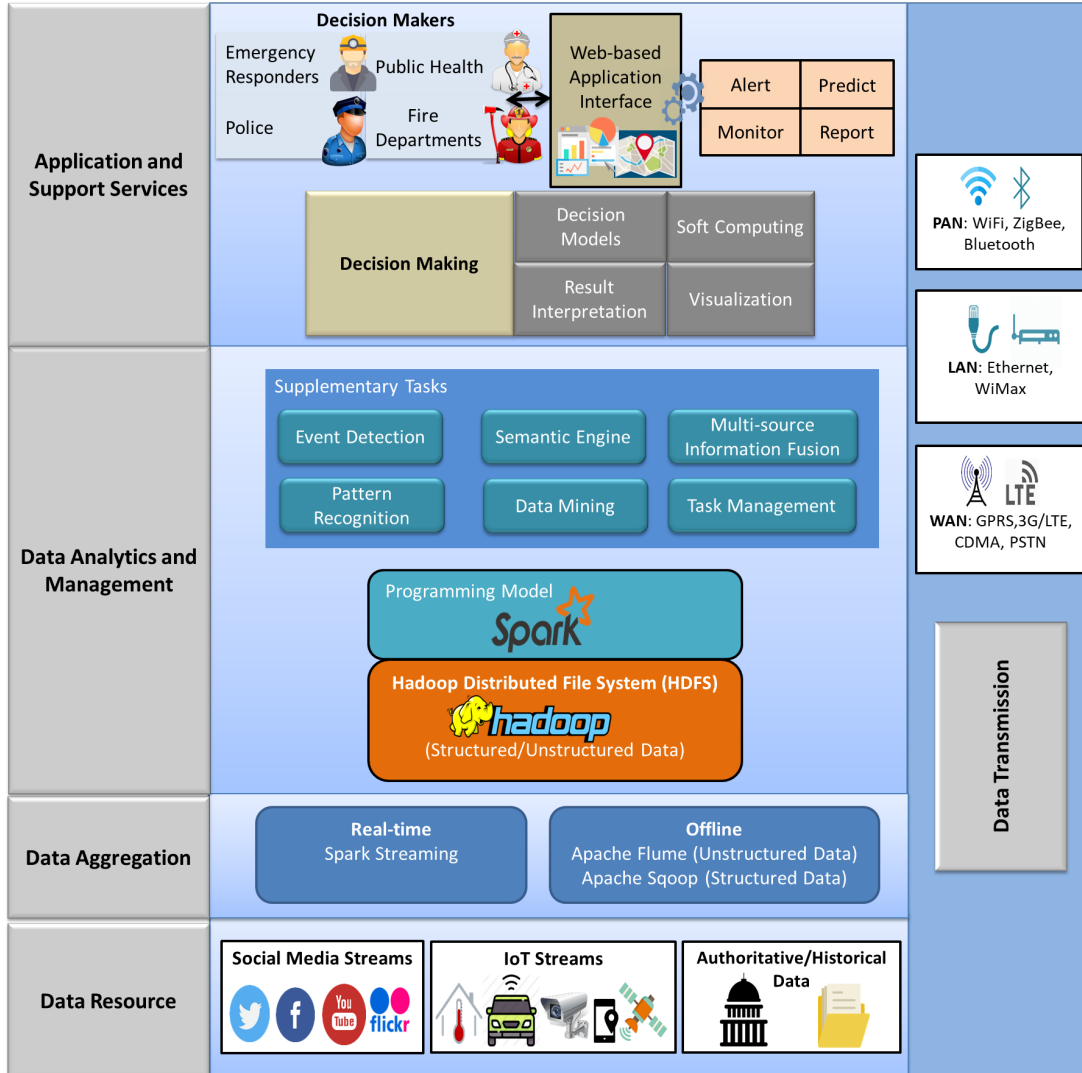 Application and
Support Services
Decision Makers
Emergency
Responders
Public Health
Police
Fire
Departments
Web-based
Application
Interface
Alert
Predict
Monitor
Report
Decision Making
Decision
Models
Soft Computing
Result
Interpretation
Visualization
Data Analytics and
Management
Supplementary Tasks
Event Detection
Semantic Engine
Multi-source
Information Fusion
Pattern
Recognition
Data Mining
Task Management
Programming Model
Spark
Hadoop Distributed File System (HDFS)
hadoop
(Structured/Unstructured Data)
Data Aggregation
Real-time
Spark Streaming
Offline
Apache Flume (Unstructured Data)
Apache Sqoop (Structured Data)
Data Resource
Social Media Streams
f
You
Tube
flickr
IoT Streams
Authoritative/Historical
Data
PAN: WiFi, ZigBee,
Bluetooth
LAN: Ethernet,
WiMax
LTE
WAN: GPRS,3G/LTE,
CDMA, PSTN
Data Transmission